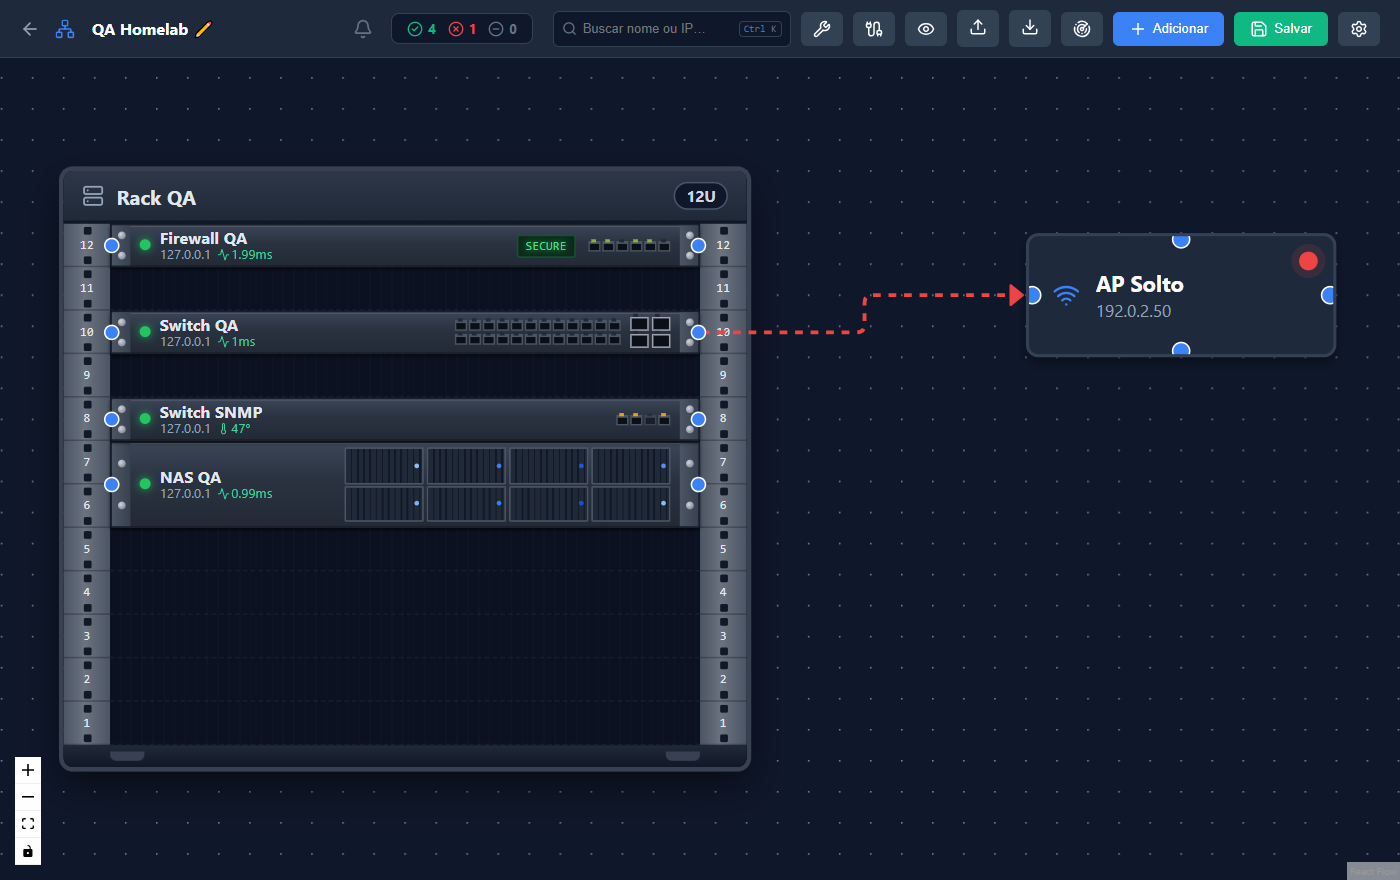 QA Homelab
4 1 0
Buscar nome ou IP...
Ctrl K
Adicionar
Salvar
Rack QA
12U
12
Firewall QA
127.0.0.1 1.99ms
SECURE
12
11
11
10
Switch QA
127.0.0.1 1ms
10
9
9
8
Switch SNMP
127.0.0.1 47°
8
7
7
NAS QA
127.0.0.1 0.99ms
6
6
5
5
4
4
3
3
2
2
1
1
AP Solto
192.0.2.50
React Flow